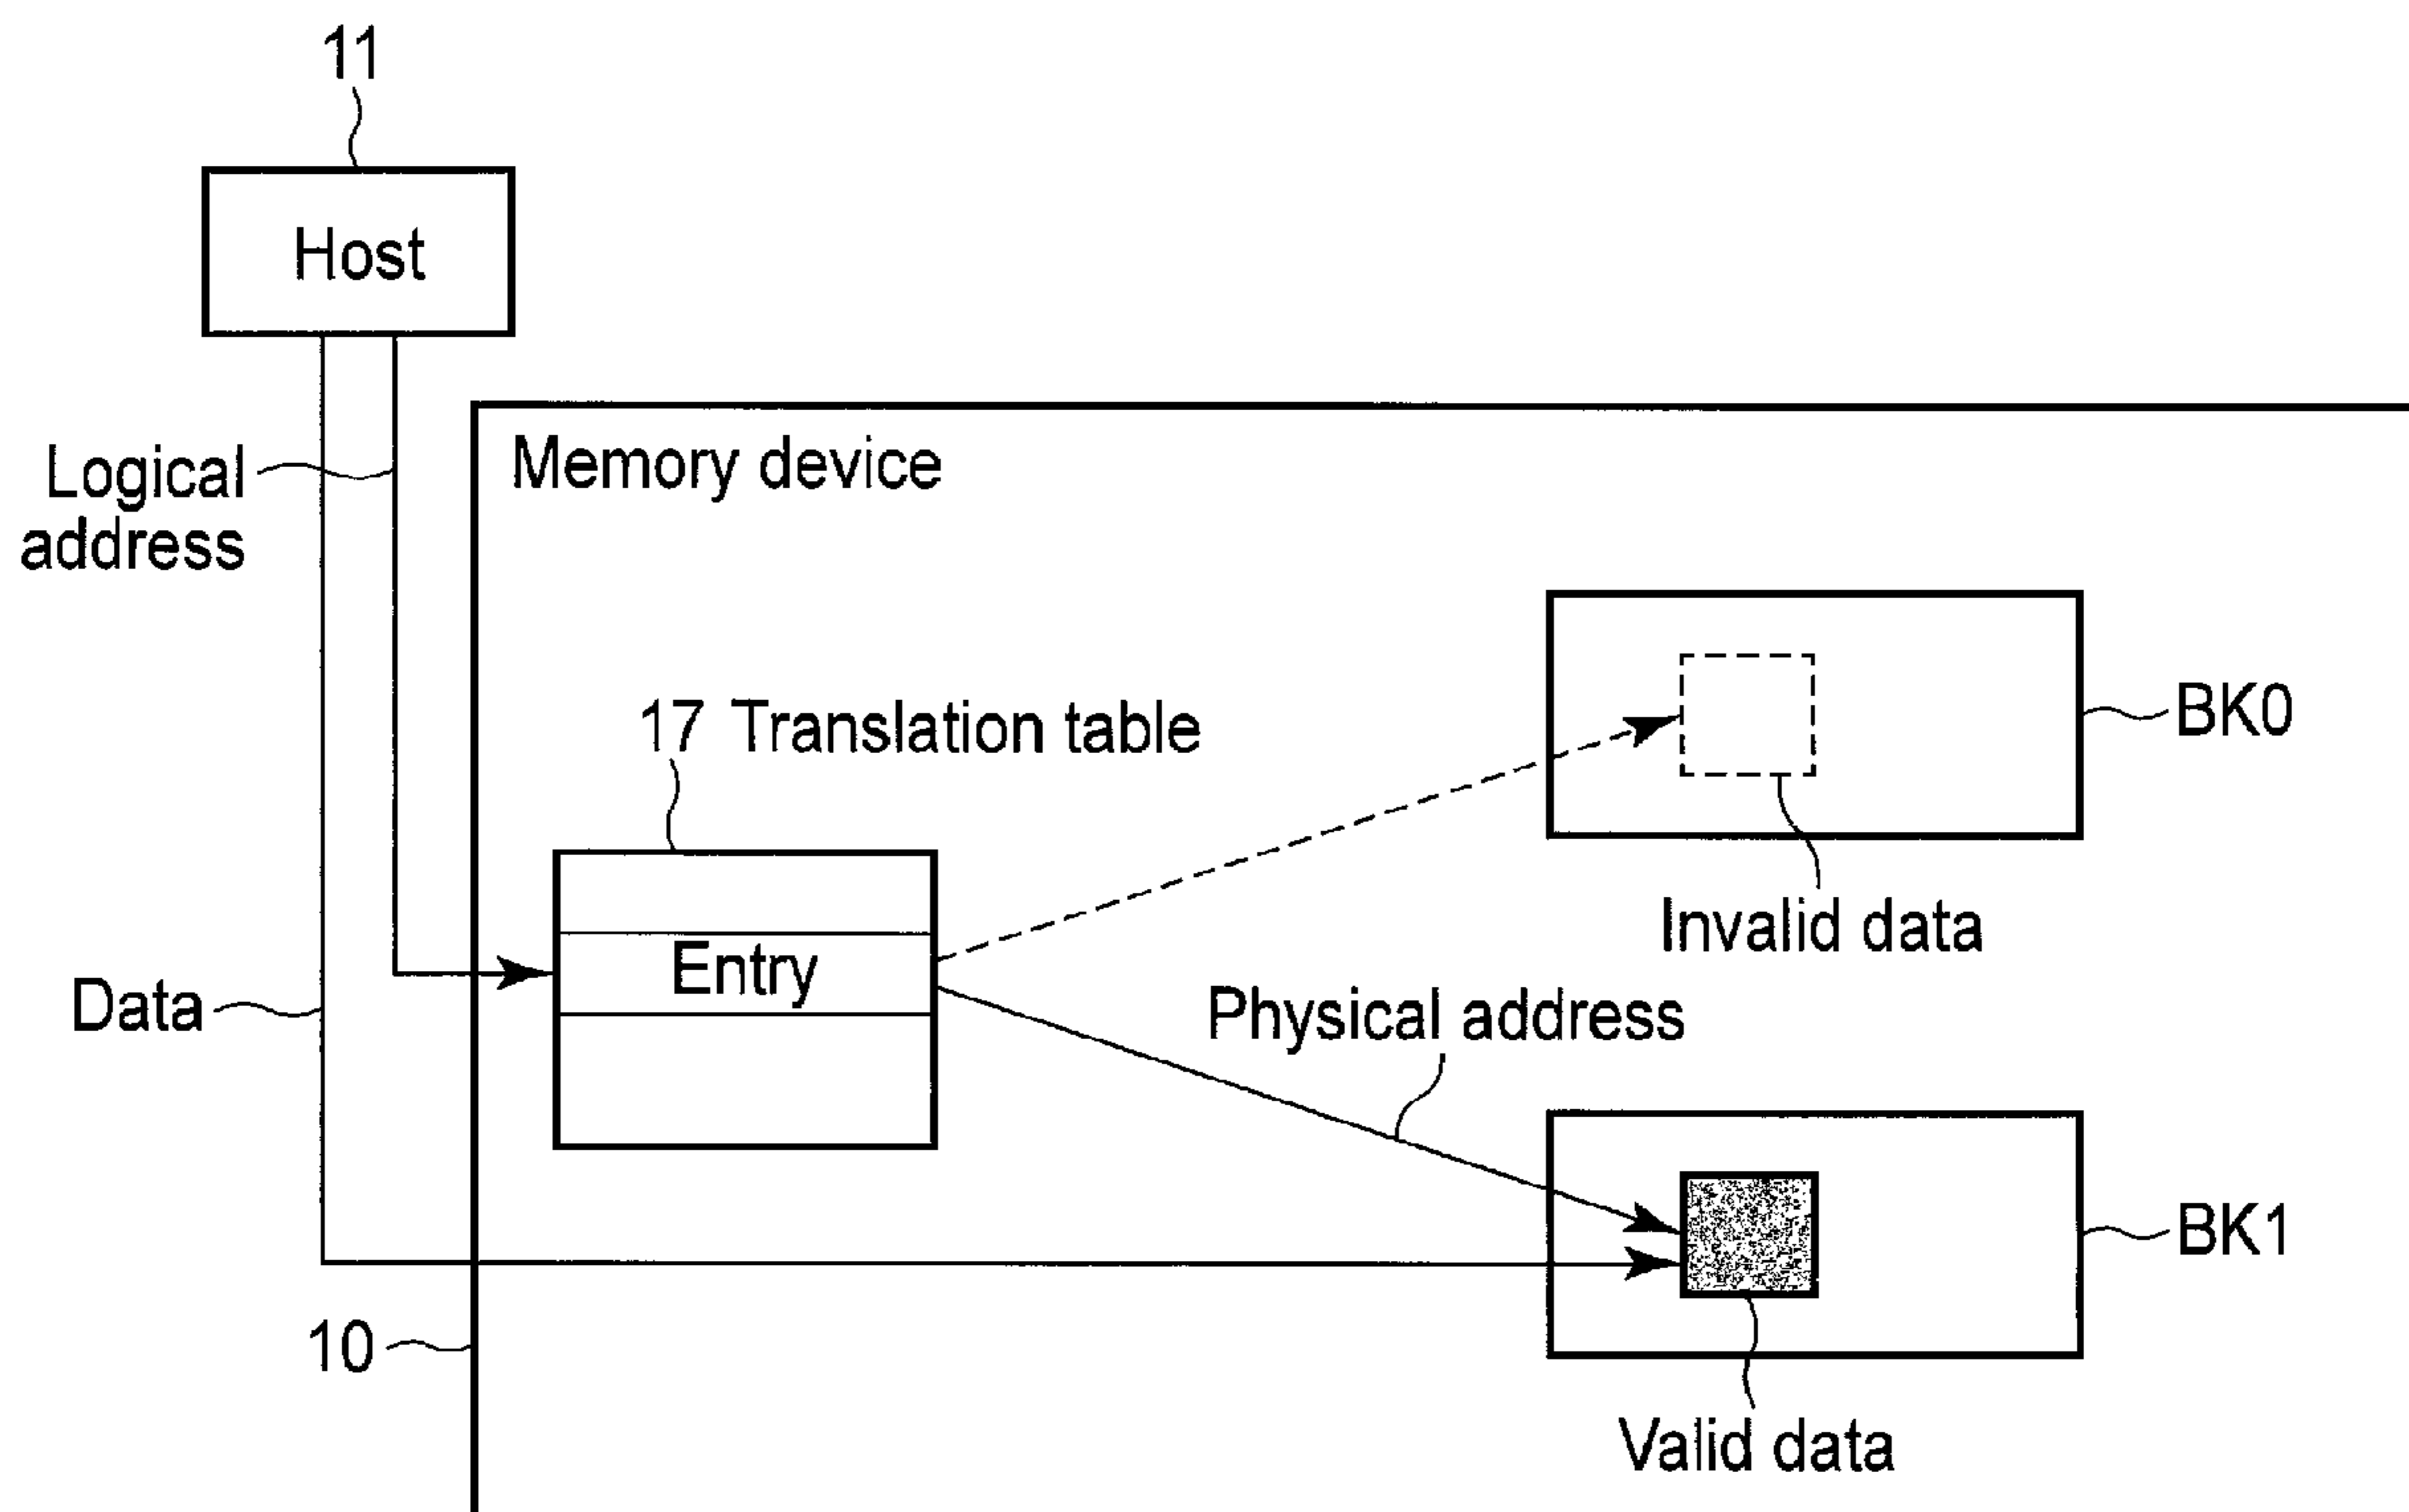 11
Host
Logical
address
Memory device
BK0
17 Translation table
Invalid data
Entry
Data
Physical address
BK1
10
Valid data